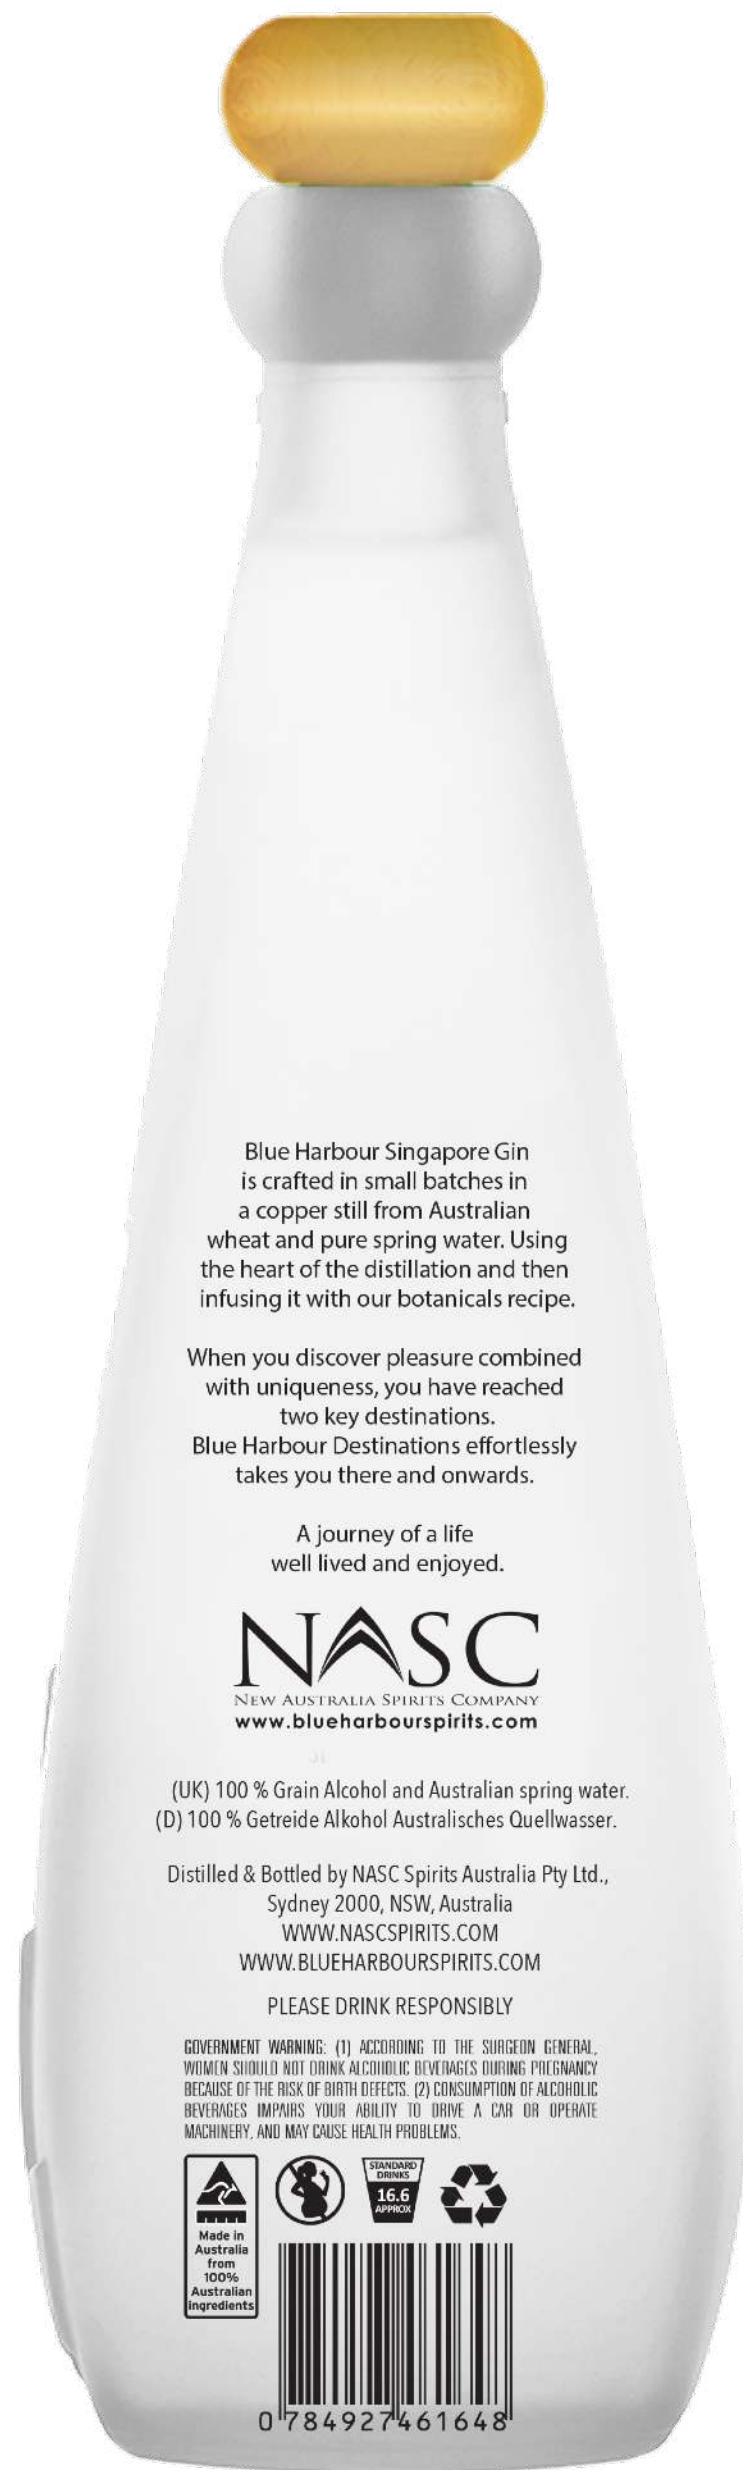 Blue Harbour Singapore Gin
is crafted in small batches in
a copper still from Australian
wheat and pure spring water. Using
the heart of the distillation and then
infusing it with our botanicals recipe.
When you discover pleasure combined
with uniqueness, you have reached
two key destinations.
Blue Harbour Destinations effortlessly
takes you there and onwards.
A journey of a life
well lived and enjoyed.
NASC
NEW AUSTRALIA SPIRITS COMPANY
www.blueharbourspirits.com
(UK) 100 % Grain Alcohol and Australian spring water.
(D) 100 % Getreide Alkohol Australisches Quellwasser.
Distilled & Bottled by NASC Spirits Australia Pty Ltd.,
Sydney 2000, NSW, Australia
WWW.NASCSPIRITS.COM
WWW.BLUEHARBOURSPIRITS.COM
PLEASE DRINK RESPONSIBLY
GOVERNMENT WARNING: (1) ACCORDING TO THE SURGEON GENERAL,
WOMEN SHOULD NOT DRINK ALCOHOLIC BEVERAGES DURING PREGNANCY
BECAUSE OF THE RISK OF BIRTH DEFECTS. (2) CONSUMPTION OF ALCOHOLIC
BEVERAGES IMPAIRS YOUR ABILITY TO DRIVE A CAR OR OPERATE
MACHINERY, AND MAY CAUSE HEALTH PROBLEMS.
Made in
Australia
from
100%
Australian
ingredients
STANDARD
DRINKS
16.6
APPROX
0 784927 461648